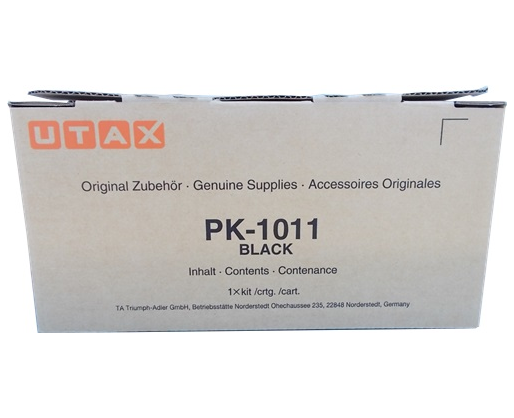 UTAX
Original Zubehör · Genuine Supplies · Accessoires Originales
PK-1011
BLACK
Inhalt · Contents · Contenance
1×kit /crtg. /cart.
TA Triumph-Adler GmbH, Betriebsstätte Norderstedt Ohechaussee 235, 22848 Norderstedt, Germany